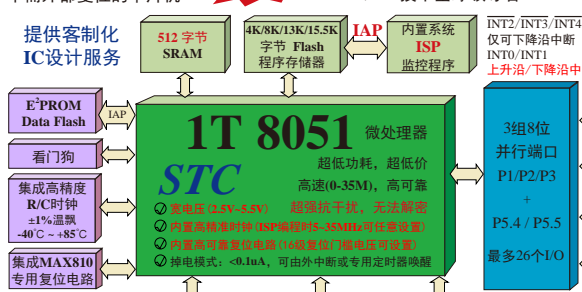 提供客制化
IC设计服务
512 字节
SRAM
4K/8K/13K/15.5K
字节 Flash
程序存储器
IAP
内置系统
ISP
监控程序
INT2/INT3/INT4
仅可下降沿中断
INT0/INT1
上升沿/下降沿中
E²PROM
Data Flash
IAP
看门狗
集成高精度
R/C时钟
±1%温飘
-40℃ ~ +85℃
集成MAX810
专用复位电路
1T 8051 微处理器
STC
超低功耗，超低价
高速(0-35M)，高可靠
宽电压(2.5V~5.5V) 超强抗干扰，无法解密
内置高精准时钟(ISP编程时5~35MHz可任意设置)
内置高可靠复位电路(16级复位门槛电压可设置)
掉电模式：<0.1uA，可由外中断或专用定时器唤醒
3组8位
并行端口
P1/P2/P3
+
P5.4 / P5.5
最多26个I/O